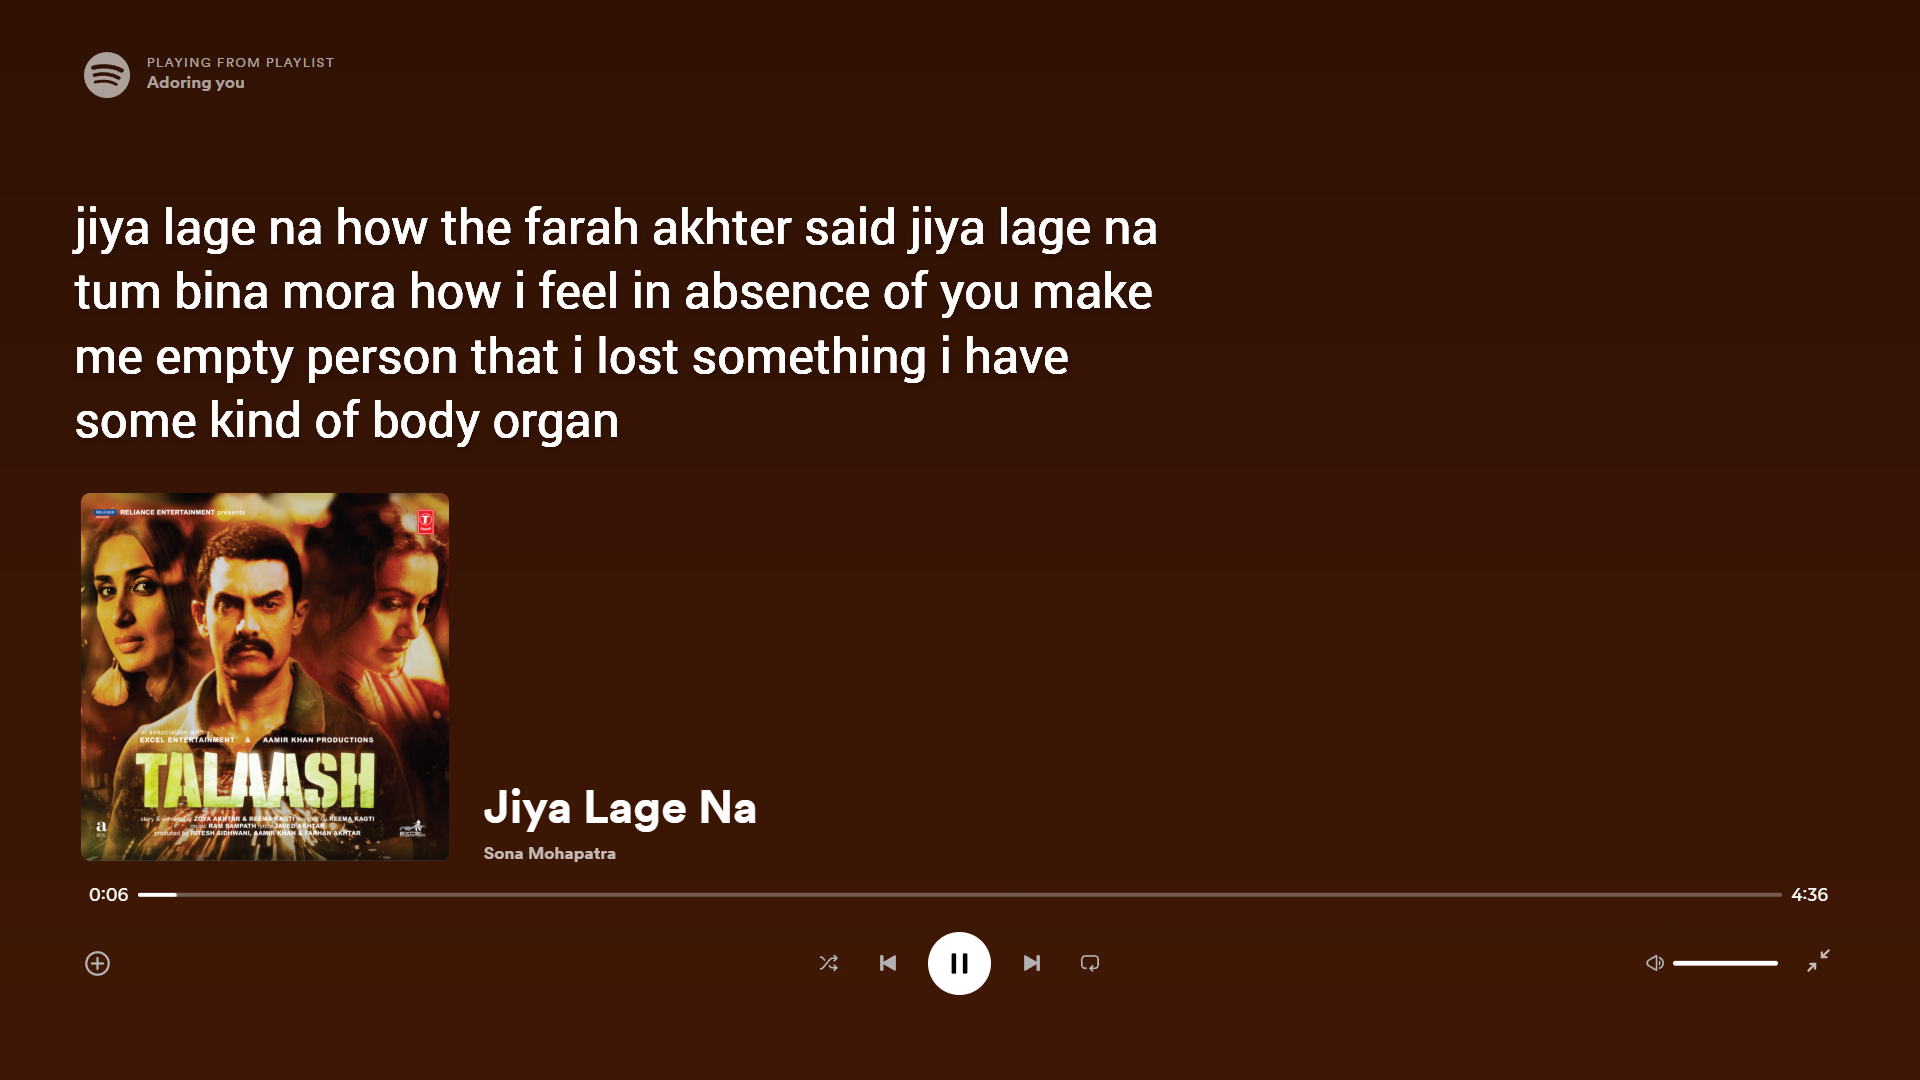 PLAYING FROM PLAYLIST
Adoring you
jiya lage na how the farah akhter said jiya lage na
tum bina mora how i feel in absence of you make
me empty person that i lost something i have
some kind of body organ
RELIANCE ENTERTAINMENT presents
in association with
EXCEL ENTERTAINMENT & AAMIR KHAN PRODUCTIONS
TALAASH
story & screenplay ZOYA AKHTAR & REEMA KAGTI directed by REEMA KAGTI
music RAM SAMPATH lyrics JAVED AKHTAR
produced by RITESH SIDHWANI, AAMIR KHAN & FARHAN AKHTAR
a
EXCEL
Jiya Lage Na
Sona Mohapatra
0:06
4:36